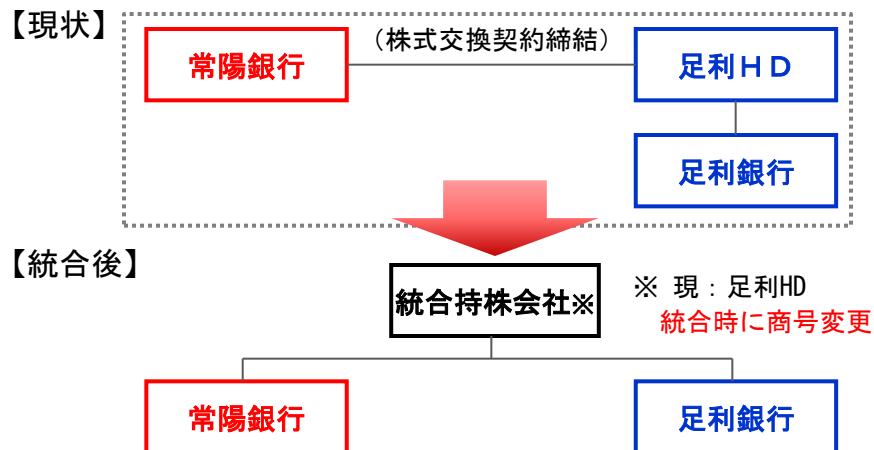 【現状】
常陽銀行
（株式交換契約締結）
足利ＨＤ
足利銀行
【統合後】
統合持株会社※
※ 現：足利HD
統合時に商号変更
常陽銀行
足利銀行